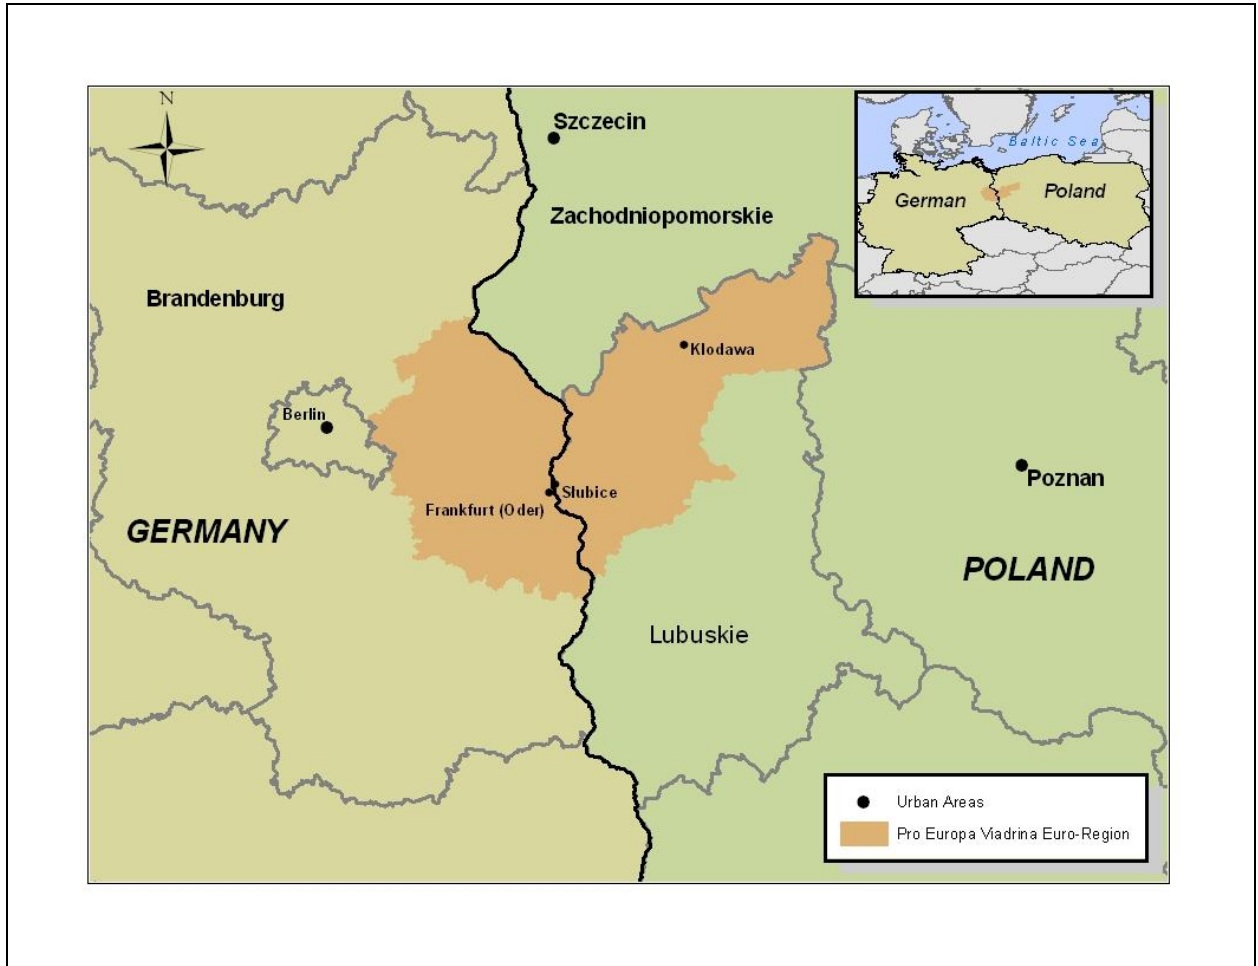 N
Szczecin
Zachodniopomorskie
Baltic Sea
German
Poland
Brandenburg
Klodawa
Berlin
Słubice
Frankfurt (Oder)
Poznan
GERMANY
POLAND
Lubuskie
Urban Areas
Pro Europa Viadrina Euro-Region